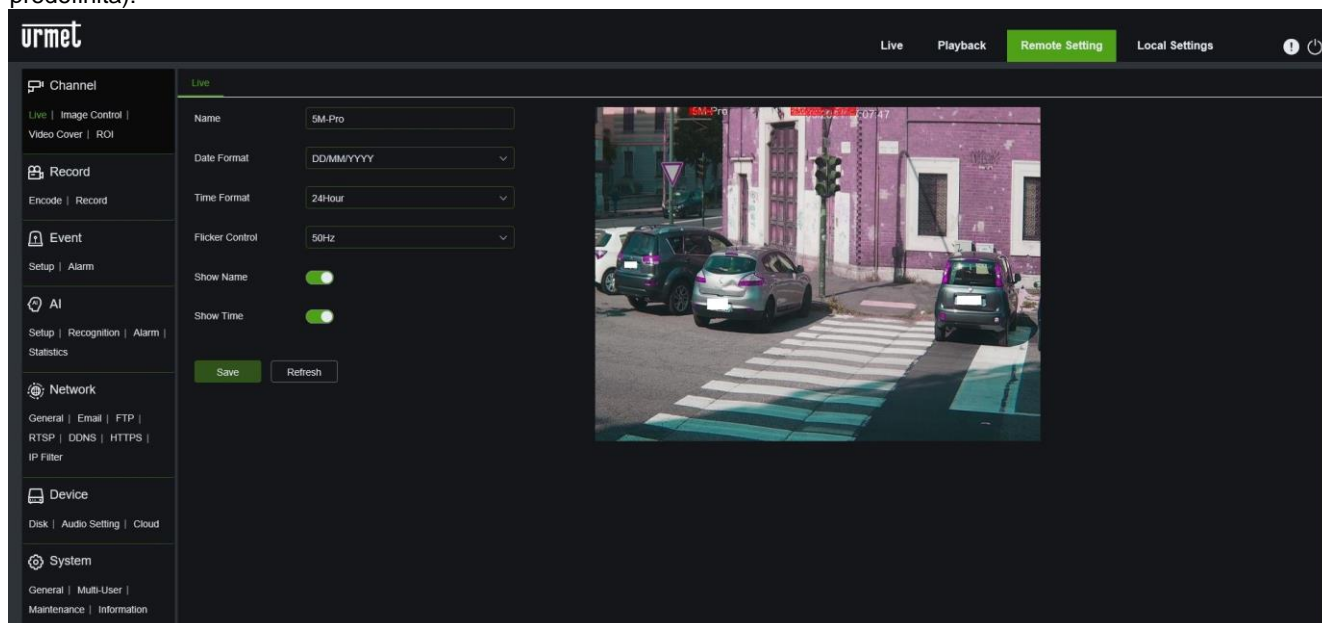 predefinita).
urmet
Live Playback Remote Setting Local Settings
Channel
Live | Image Control |
Video Cover | ROI
Record
Encode | Record
Event
Setup | Alarm
AI
Setup | Recognition | Alarm |
Statistics
Network
General | Email | FTP |
RTSP | DDNS | HTTPS |
IP Filter
Device
Disk | Audio Setting | Cloud
System
General | Multi-User |
Maintenance | Information
Live
Name 5M-Pro
Date Format DD/MM/YYYY
Time Format 24Hour
Flicker Control 50Hz
Show Name
Show Time
Save Refresh
5M-Pro